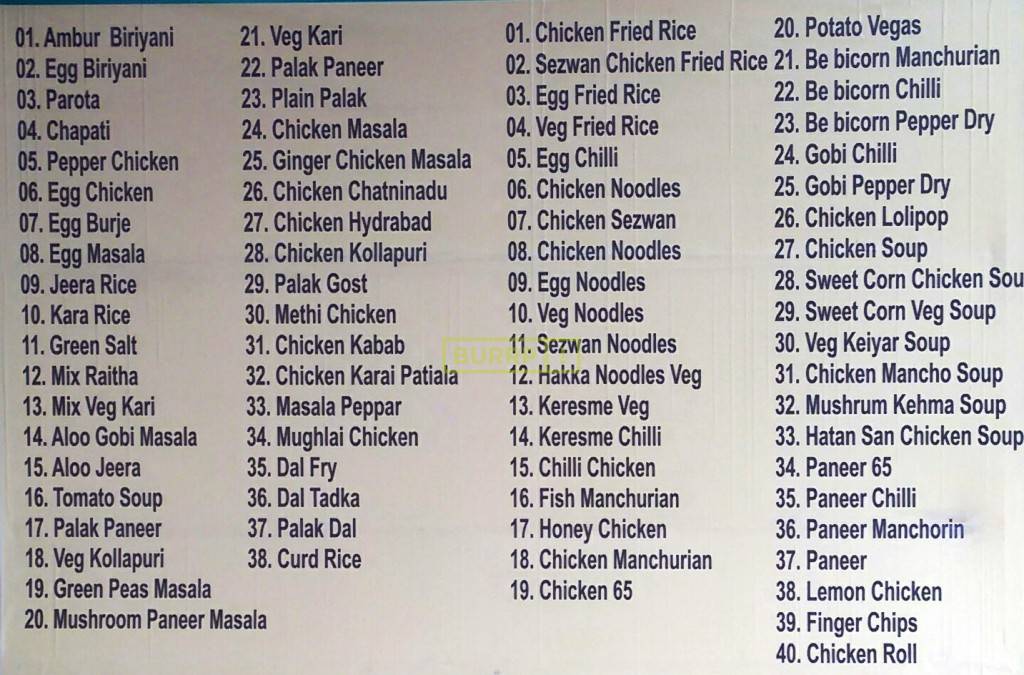 01. Ambur Biriyani
02. Egg Biriyani
03. Parota
04. Chapati
05. Pepper Chicken
06. Egg Chicken
07. Egg Burje
08. Egg Masala
09. Jeera Rice
10. Kara Rice
11. Green Salt
12. Mix Raitha
13. Mix Veg Kari
14. Aloo Gobi Masala
15. Aloo Jeera
16. Tomato Soup
17. Palak Paneer
18. Veg Kollapuri
19. Green Peas Masala
20. Mushroom Paneer Masala
21. Veg Kari
22. Palak Paneer
23. Plain Palak
24. Chicken Masala
25. Ginger Chicken Masala
26. Chicken Chatninadu
27. Chicken Hydrabad
28. Chicken Kollapuri
29. Palak Gost
30. Methi Chicken
31. Chicken Kabab
32. Chicken Karai Patiala
33. Masala Peppar
34. Mughlai Chicken
35. Dal Fry
36. Dal Tadka
37. Palak Dal
38. Curd Rice
01. Chicken Fried Rice
02. Sezwan Chicken Fried Rice
03. Egg Fried Rice
04. Veg Fried Rice
05. Egg Chilli
06. Chicken Noodles
07. Chicken Sezwan
08. Chicken Noodles
09. Egg Noodles
10. Veg Noodles
11. Sezwan Noodles
12. Hakka Noodles Veg
13. Keresme Veg
14. Keresme Chilli
15. Chilli Chicken
16. Fish Manchurian
17. Honey Chicken
18. Chicken Manchurian
19. Chicken 65
20. Potato Vegas
21. Be bicorn Manchurian
22. Be bicorn Chilli
23. Be bicorn Pepper Dry
24. Gobi Chilli
25. Gobi Pepper Dry
26. Chicken Lolipop
27. Chicken Soup
28. Sweet Corn Chicken Sou
29. Sweet Corn Veg Soup
30. Veg Keiyar Soup
31. Chicken Mancho Soup
32. Mushrum Kehma Soup
33. Hatan San Chicken Soup
34. Paneer 65
35. Paneer Chilli
36. Paneer Manchorin
37. Paneer
38. Lemon Chicken
39. Finger Chips
40. Chicken Roll
BURRP